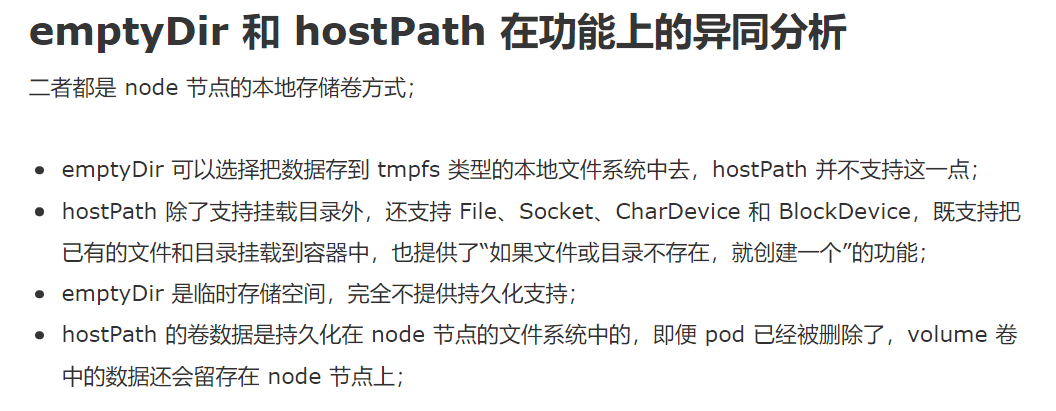 emptyDir 和 hostPath 在功能上的异同分析
二者都是 node 节点的本地存储卷方式；
• emptyDir 可以选择把数据存到 tmpfs 类型的本地文件系统中去，hostPath 并不支持这一点；
• hostPath 除了支持挂载目录外，还支持 File、Socket、CharDevice 和 BlockDevice，既支持把
已有的文件和目录挂载到容器中，也提供了“如果文件或目录不存在，就创建一个”的功能；
• emptyDir 是临时存储空间，完全不提供持久化支持；
• hostPath 的卷数据是持久化在 node 节点的文件系统中的，即便 pod 已经被删除了，volume 卷
中的数据还会留存在 node 节点上；